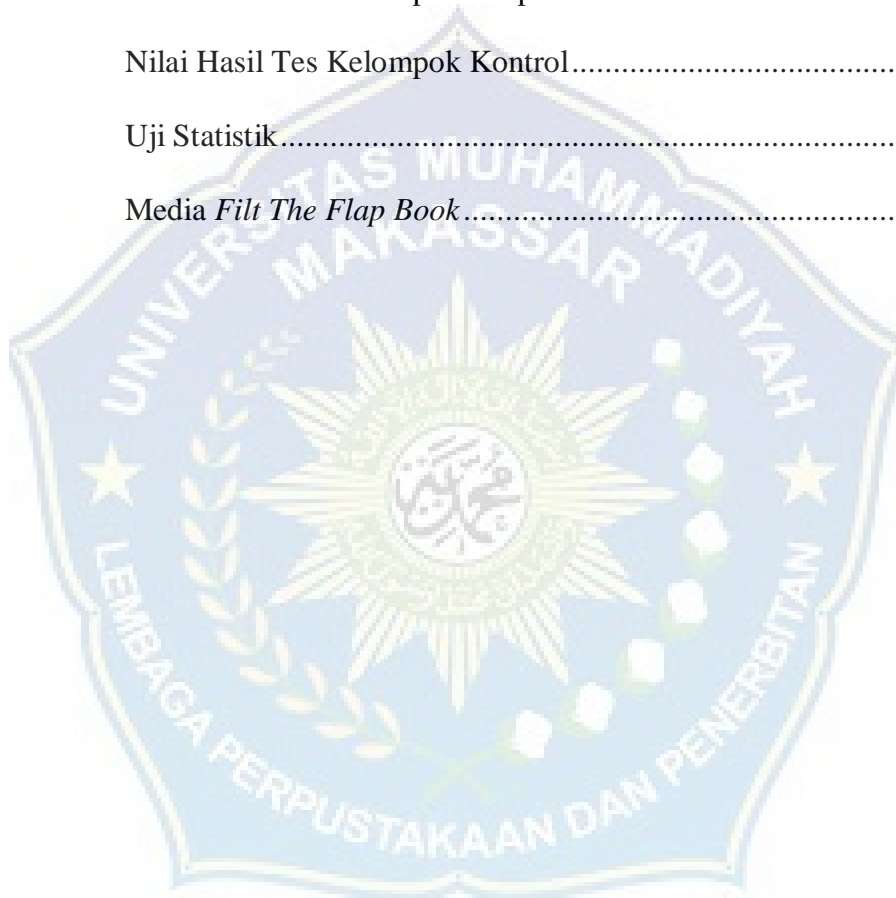 Nilai Hasil Tes Kelompok Kontrol....................................
Uji Statistik...........................................................................
Media Filt The Flap Book....................................................
UNIVERSITAS MUHAMMADIYAH
MAKASSAR
LEMBAGA PERPUSTAKAAN DAN PENERBITAN